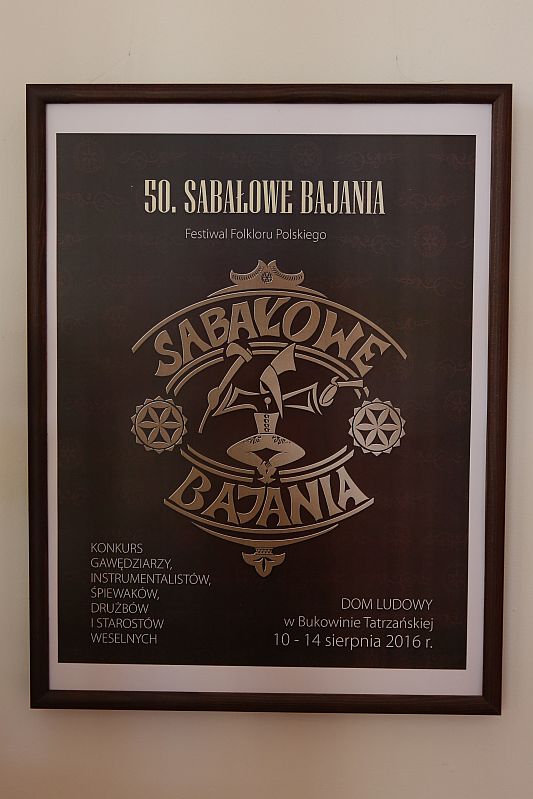 50. SABAŁOWE BAJANIA
Festiwal Folkloru Polskiego
SABAŁOWE
BAJANIA
KONKURS
GAWĘDZIARZY,
INSTRUMENTALISTÓW,
ŚPIEWAKÓW,
DRUŻBÓW
I STAROSTÓW
WESELNYCH
DOM LUDOWY
w Bukowinie Tatrzańskiej
10 - 14 sierpnia 2016 r.